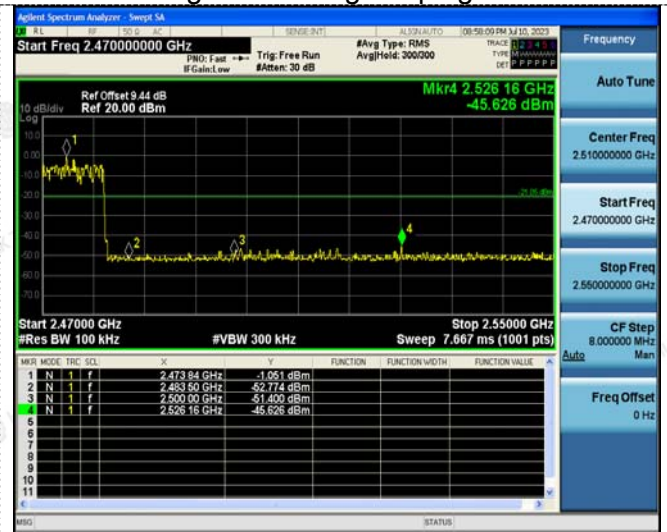 Agilent Spectrum Analyzer - Swept SA
RL RF 50 Ω AC SENSE:INT ALIGNAUTO 08:58:09 PM Jul 10, 2023
Start Freq 2.470000000 GHz
PNO: Fast
IFGain:Low
Trig: Free Run
#Atten: 30 dB
#Avg Type: RMS
Avg|Hold: 300/300
TRACE 1 2 3 4 5 6
TYPE
DET P P P P P P
Ref Offset 9.44 dB
Ref 20.00 dBm
10 dB/div
Log
Mkr4 2.526 16 GHz
-45.626 dBm
10.0
0.00
-10.0
-20.0
-30.0
-40.0
-50.0
-60.0
-70.0
1
2
3
4
Start 2.47000 GHz
Stop 2.55000 GHz
#Res BW 100 kHz
#VBW 300 kHz
Sweep 7.667 ms (1001 pts)
MKR MODE TRC SCL X Y FUNCTION FUNCTION WIDTH FUNCTION VALUE
1 N 1 f 2.473 84 GHz -1.051 dBm
2 N 1 f 2.483 50 GHz -52.774 dBm
3 N 1 f 2.500 00 GHz -51.400 dBm
4 N 1 f 2.526 16 GHz -45.626 dBm
5
6
7
8
9
10
11
MSG
STATUS
Frequency
Auto Tune
Center Freq
2.510000000 GHz
Start Freq
2.470000000 GHz
Stop Freq
2.550000000 GHz
CF Step
8.000000 MHz
Auto Man
Freq Offset
0 Hz